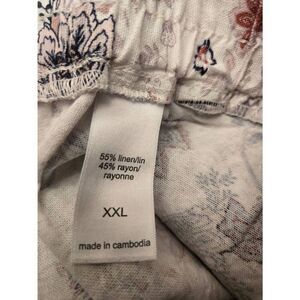 55% linen/lin
45% rayon/
rayonne
XXL
made in cambodia